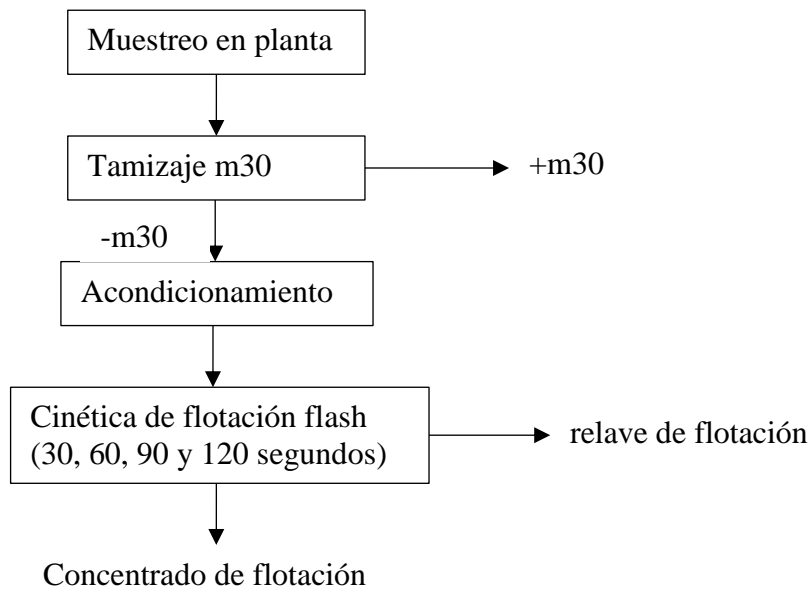 Muestreo en planta
Tamizaje m30
+m30
-m30
Acondicionamiento
Cinética de flotación flash
(30, 60, 90 y 120 segundos)
relave de flotación
Concentrado de flotación